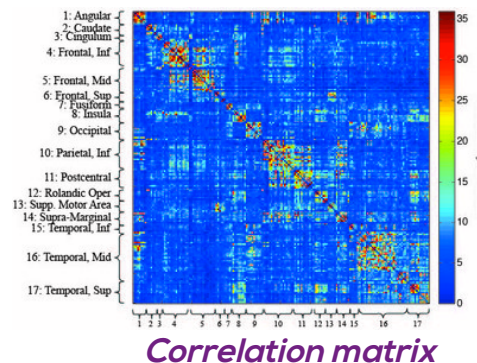 1: Angular
2: Caudate
3: Cingulum
4: Frontal, Inf
5: Frontal, Mid
6: Frontal, Sup
7: Fusiform
8: Insula
9: Occipital
10: Parietal, Inf
11: Postcentral
12: Rolandic Oper
13: Supp. Motor Area
14: Supra-Marginal
15: Temporal, Inf
16: Temporal, Mid
17: Temporal, Sup
1 2 3 4 5 6 7 8 9 10 11 12 13 14 15 16 17
35
30
25
20
15
10
5
0
Correlation matrix